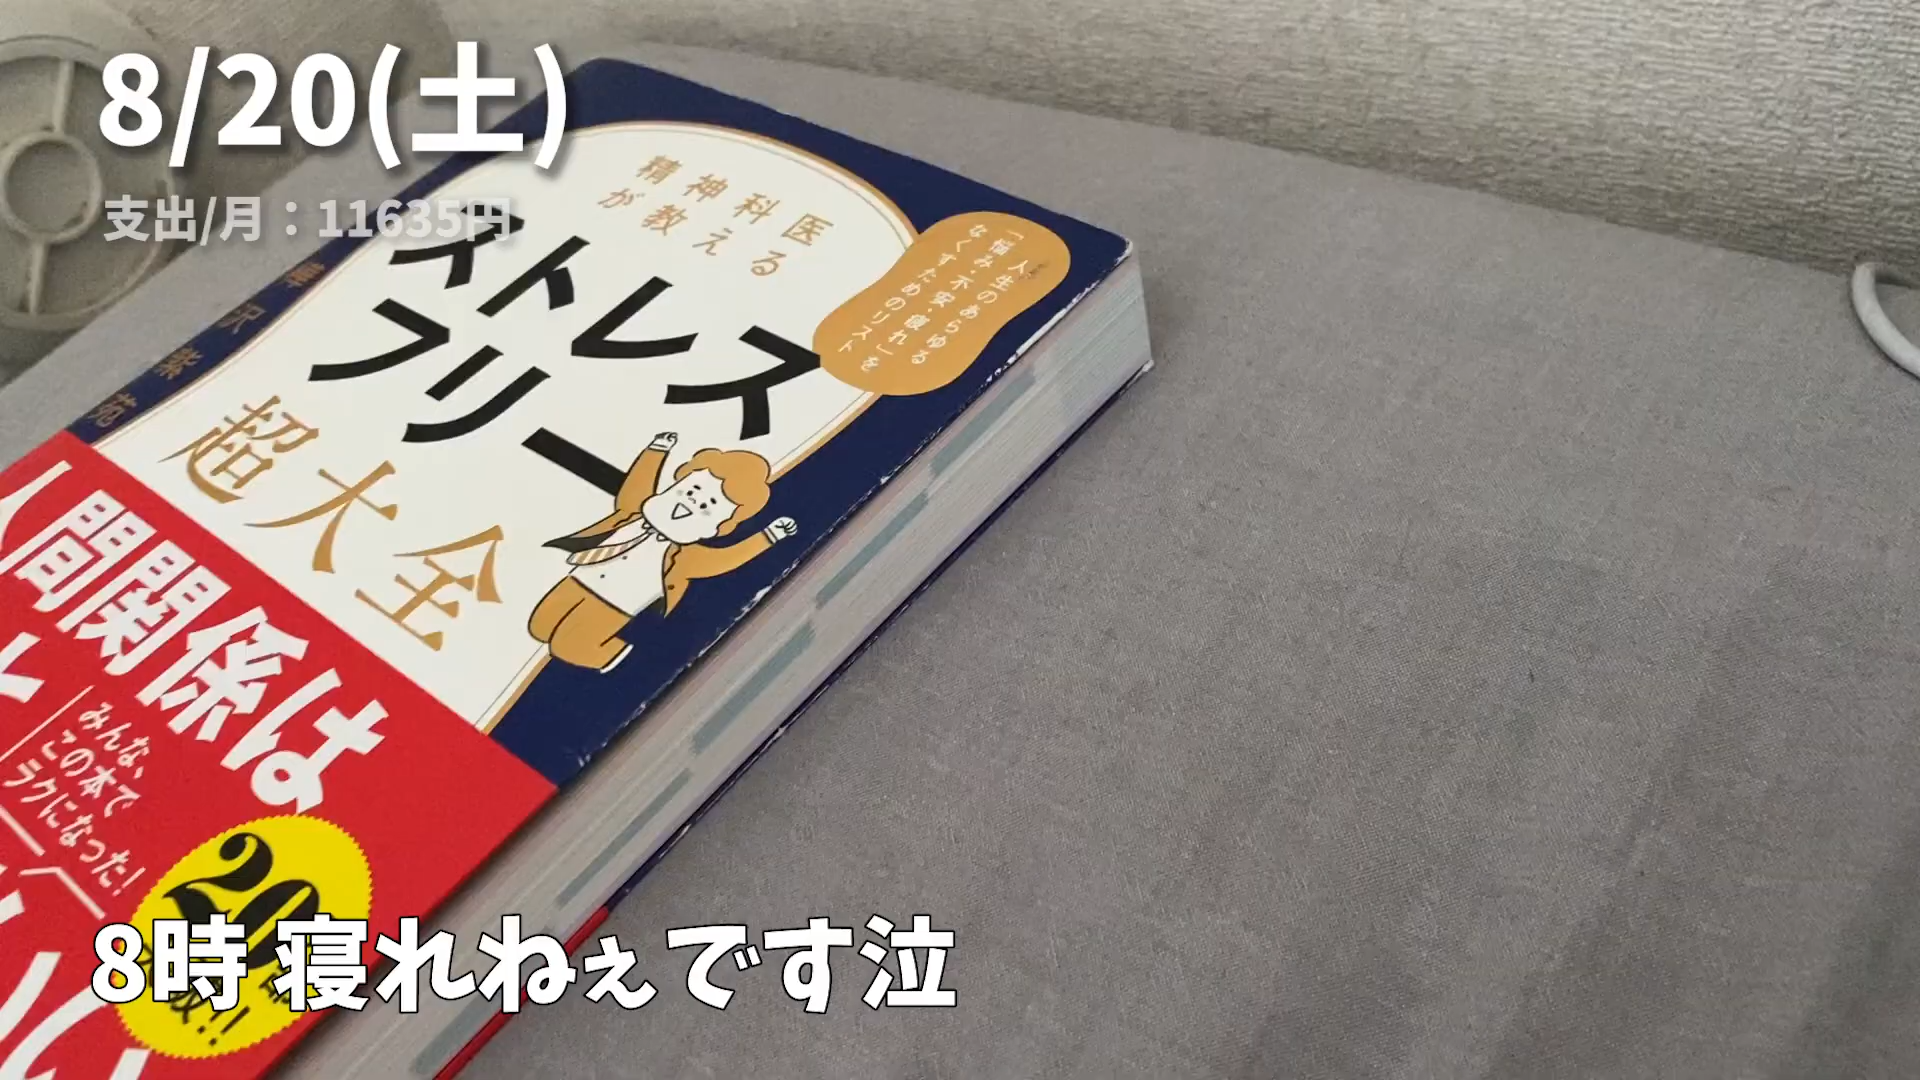 8/20(土)
支出/月：11635円
精神科医
が教える
ストレス
フリー
超大全
樺沢紫苑
人生のあらゆる
「悩み・不安・疲れ」を
なくすためのリスト
人間関係は
みんな、
この本で
ラクになった!
20
8時 寝れねぇです泣